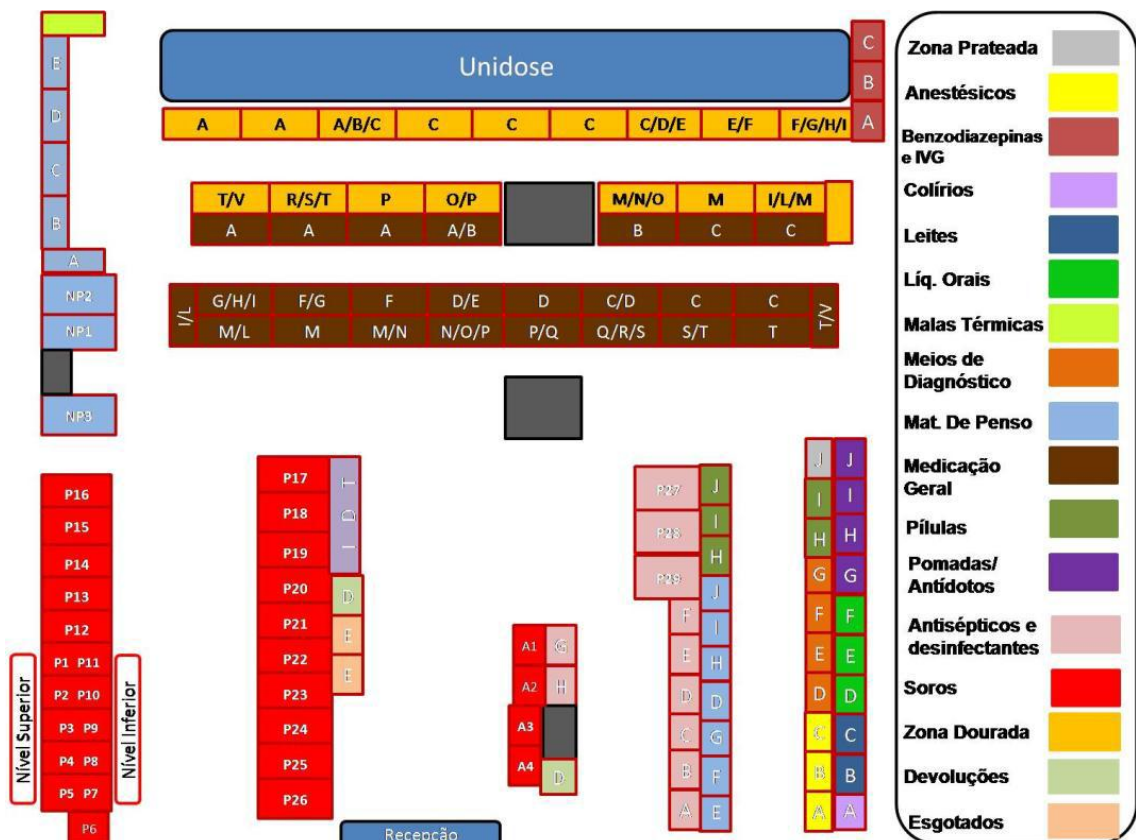 Unidose
C
B
A
A A A/B/C C C C C/D/E E/F F/G/H/I
T/V R/S/T P O/P M/N/O M I/L/M
A A A A/B B C C
I/L
G/H/I F/G F D/E D C/D C C
M/L M M/N N/O/P P/Q Q/R/S S/T T
T/V
E
D
C
B
A
NP2
NP1
NP3
P16
P15
P14
P13
P12
P1 P11
P2 P10
P3 P9
P4 P8
P5 P7
P6
Nível Superior
Nível Inferior
P17
P18
P19
P20
P21
P22
P23
P24
P25
P26
I D T
D
E
E
Recepção
A1 G
A2 H
A3
A4 D
P27
P28
P29
F
E
D
C
B
A
J
I
H
J
I
H
D
G
F
E
J J
I I
H H
G G
F F
E E
D D
C C
B B
A A
Zona Prateada
Anestésicos
Benzodiazepinas
e IVG
Colírios
Leites
Líq. Orais
Malas Térmicas
Meios de
Diagnóstico
Mat. De Penso
Medicação
Geral
Pílulas
Pomadas/
Antídotos
Antisépticos e
desinfectantes
Soros
Zona Dourada
Devoluções
Esgotados